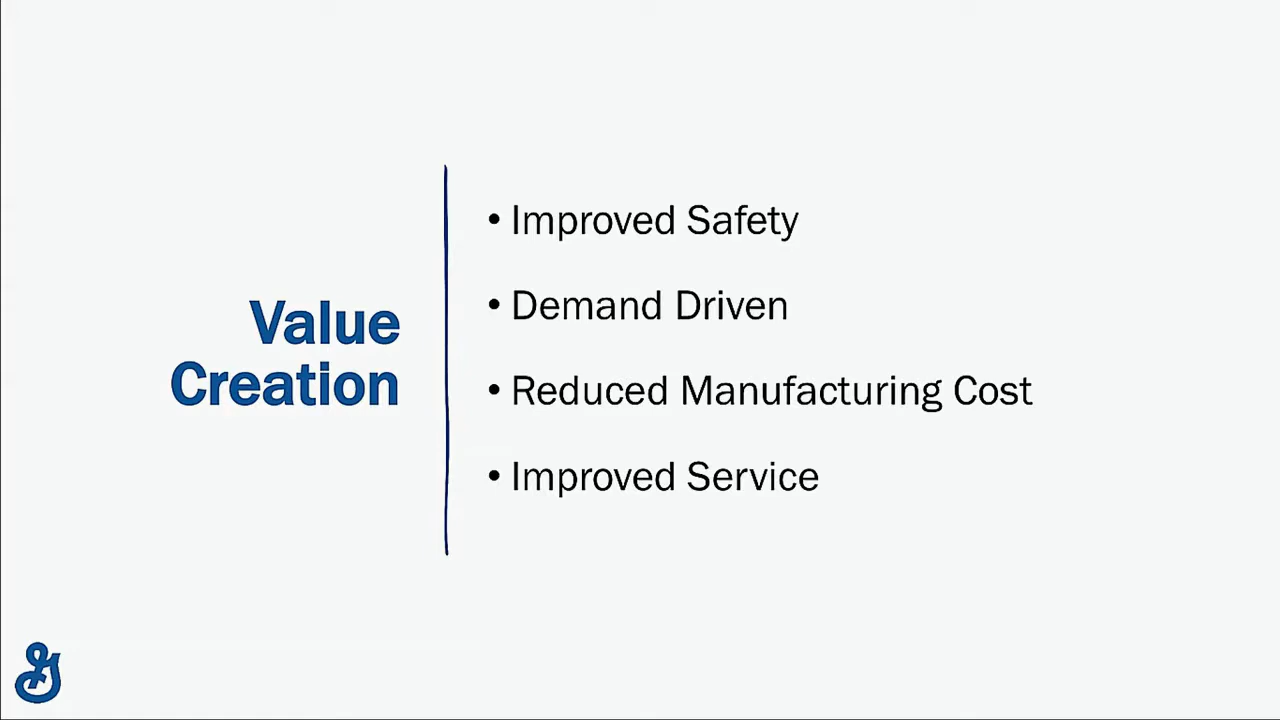 Value
Creation
• Improved Safety
• Demand Driven
• Reduced Manufacturing Cost
• Improved Service